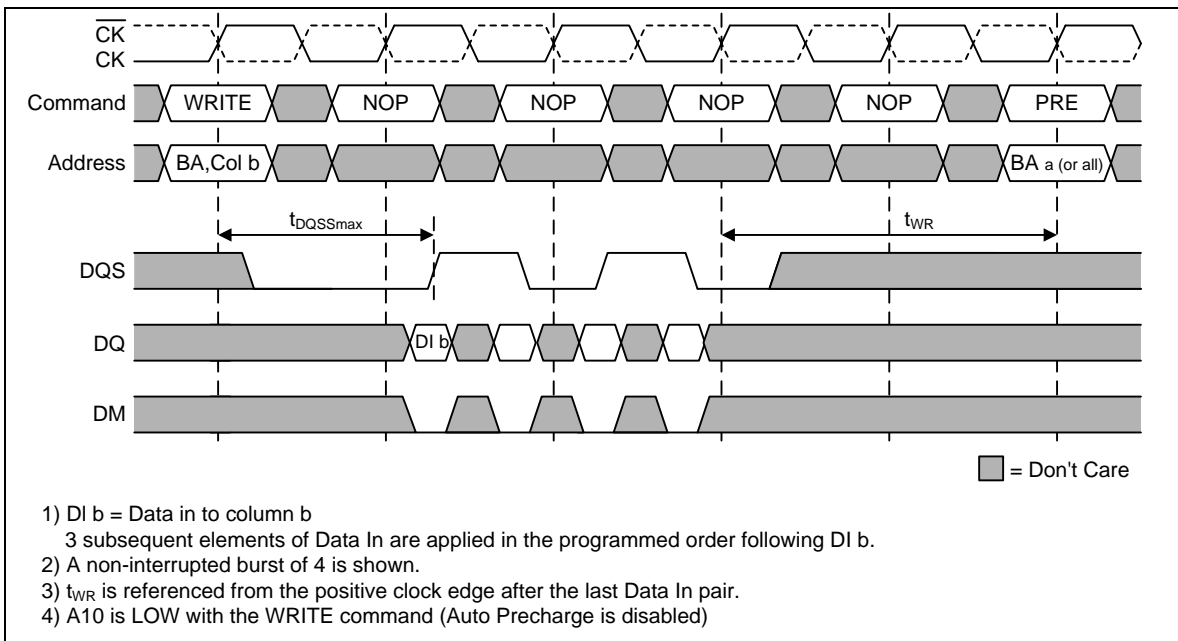 CK
CK
Command WRITE NOP NOP NOP NOP PRE
Address BA,Col b BA a (or all)
tDQSSmax tWR
DQS
DQ DI b
DM
= Don't Care
1) DI b = Data in to column b
3 subsequent elements of Data In are applied in the programmed order following DI b.
2) A non-interrupted burst of 4 is shown.
3) tWR is referenced from the positive clock edge after the last Data In pair.
4) A10 is LOW with the WRITE command (Auto Precharge is disabled)